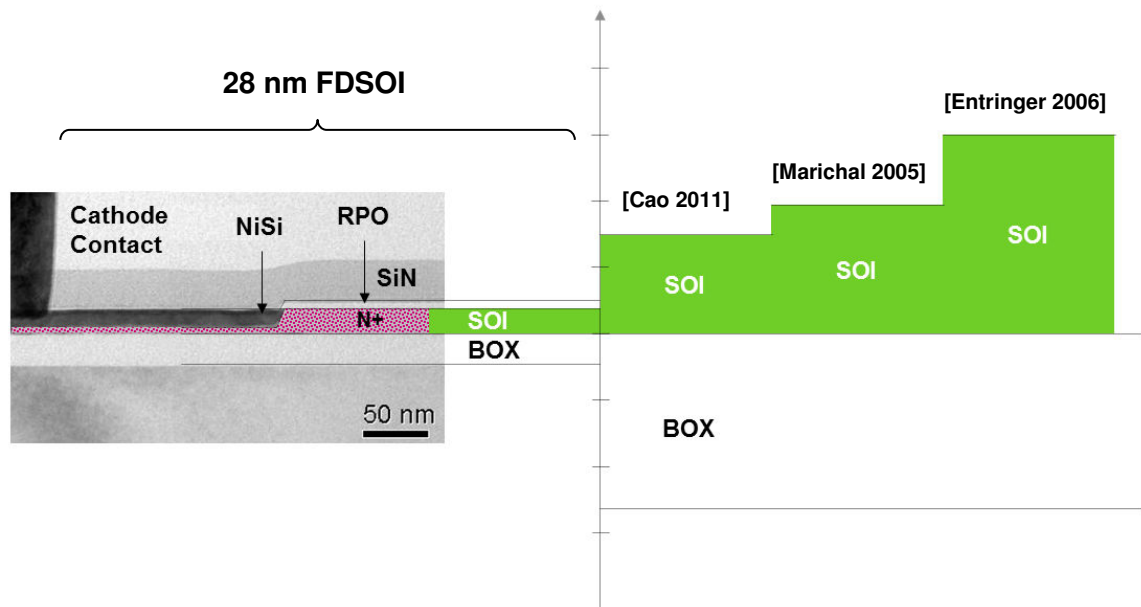 28 nm FDSOI
[Entringer 2006]
[Marichal 2005]
[Cao 2011]
Cathode
Contact
NiSi
RPO
SiN
N+
SOI
BOX
50 nm
SOI
SOI
SOI
BOX